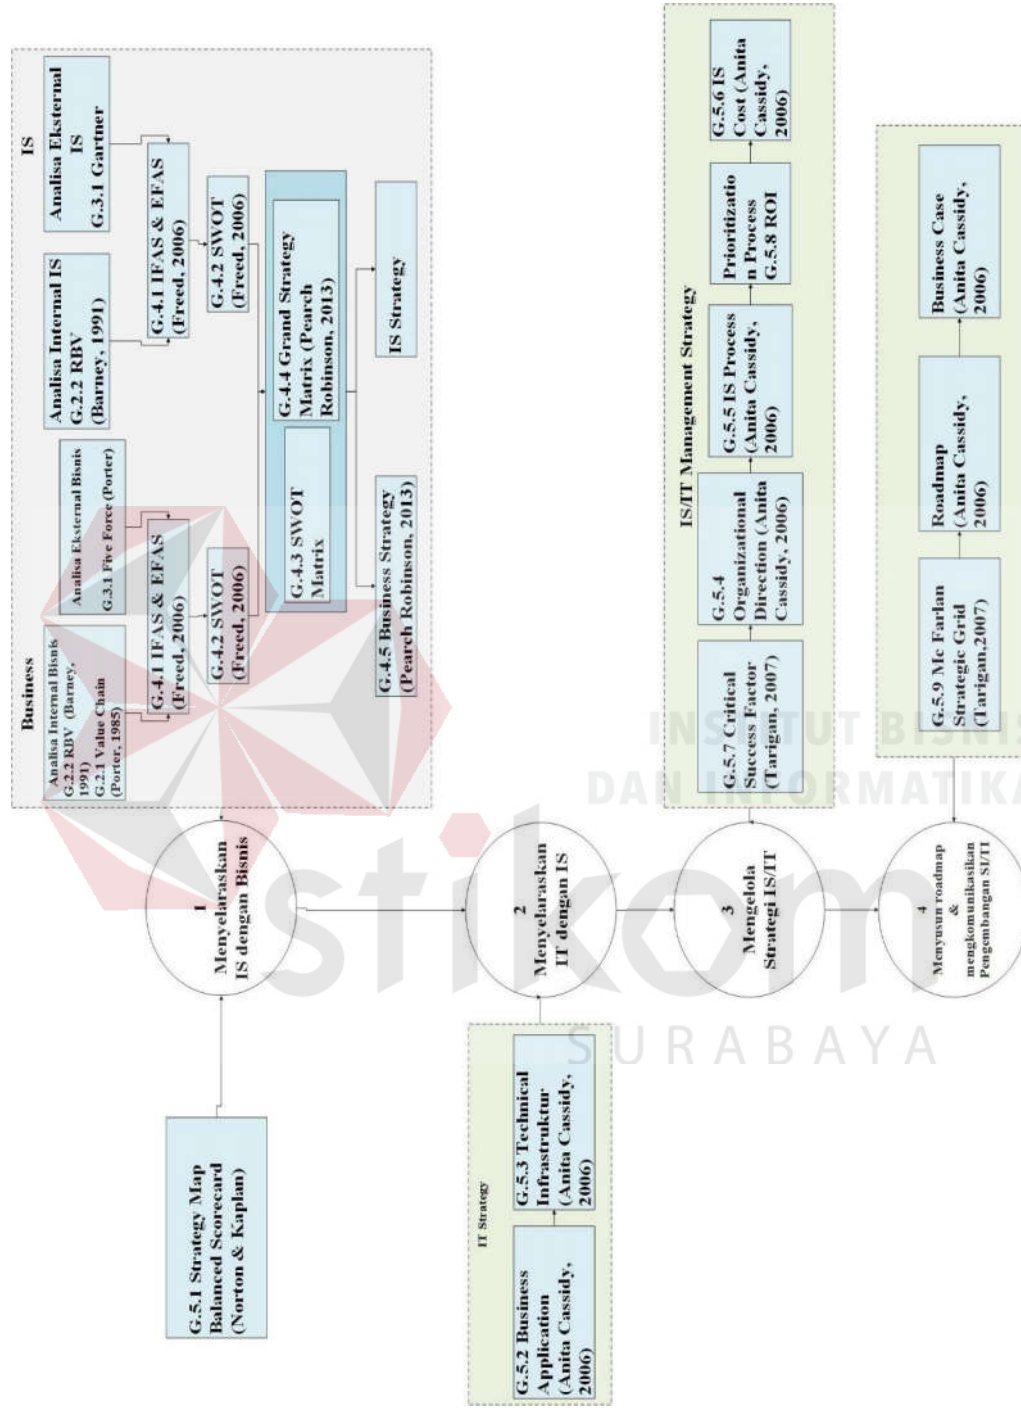 Business
IS
Analisa Internal Bisnis
G.2.2 RBV (Barney,
1991)
G.2.1 Value Chain
(Porter, 1985)
Analisa Eksternal Bisnis
G.3.1 Five Force (Porter)
Analisa Internal IS
G.2.2 RBV
(Barney, 1991)
Analisa Eksternal
IS
G.3.1 Gartner
G.4.1 IFAS & EFAS
(Freed, 2006)
G.4.1 IFAS & EFAS
(Freed, 2006)
G.4.2 SWOT
(Freed, 2006)
G.4.2 SWOT
(Freed, 2006)
G.4.3 SWOT
Matrix
G.4.4 Grand Strategy
Matrix (Pearch
Robinson, 2013)
G.4.5 Business Strategy
(Pearch Robinson, 2013)
IS Strategy
G.5.1 Strategy Map
Balanced Scorecard
(Norton & Kaplan)
1
Menyelaraskan
IS dengan Bisnis
IT Strategy
G.5.2 Business
Application
(Anita Cassidy,
2006)
G.5.3 Technical
Infrastruktur
(Anita Cassidy,
2006)
2
Menyelaraskan
IT dengan IS
3
Mengelola
Strategi IS/IT
IS/IT Management Strategy
G.5.7 Critical
Success Factor
(Tarigan, 2007)
G.5.4
Organizational
Direction (Anita
Cassidy, 2006)
G.5.5 IS Process
(Anita Cassidy,
2006)
Prioritizatio
n Process
G.5.8 ROI
G.5.6 IS
Cost (Anita
Cassidy,
2006)
4
Menyusun roadmap
&
mengkomunikasikan
Pengembangan SI/TI
G.5.9 Mc Farlan
Strategic Grid
(Tarigan,2007)
Roadmap
(Anita Cassidy,
2006)
Business Case
(Anita Cassidy,
2006)
INSTITUT BISNIS
DAN INFORMATIKA
stikom
SURABAYA